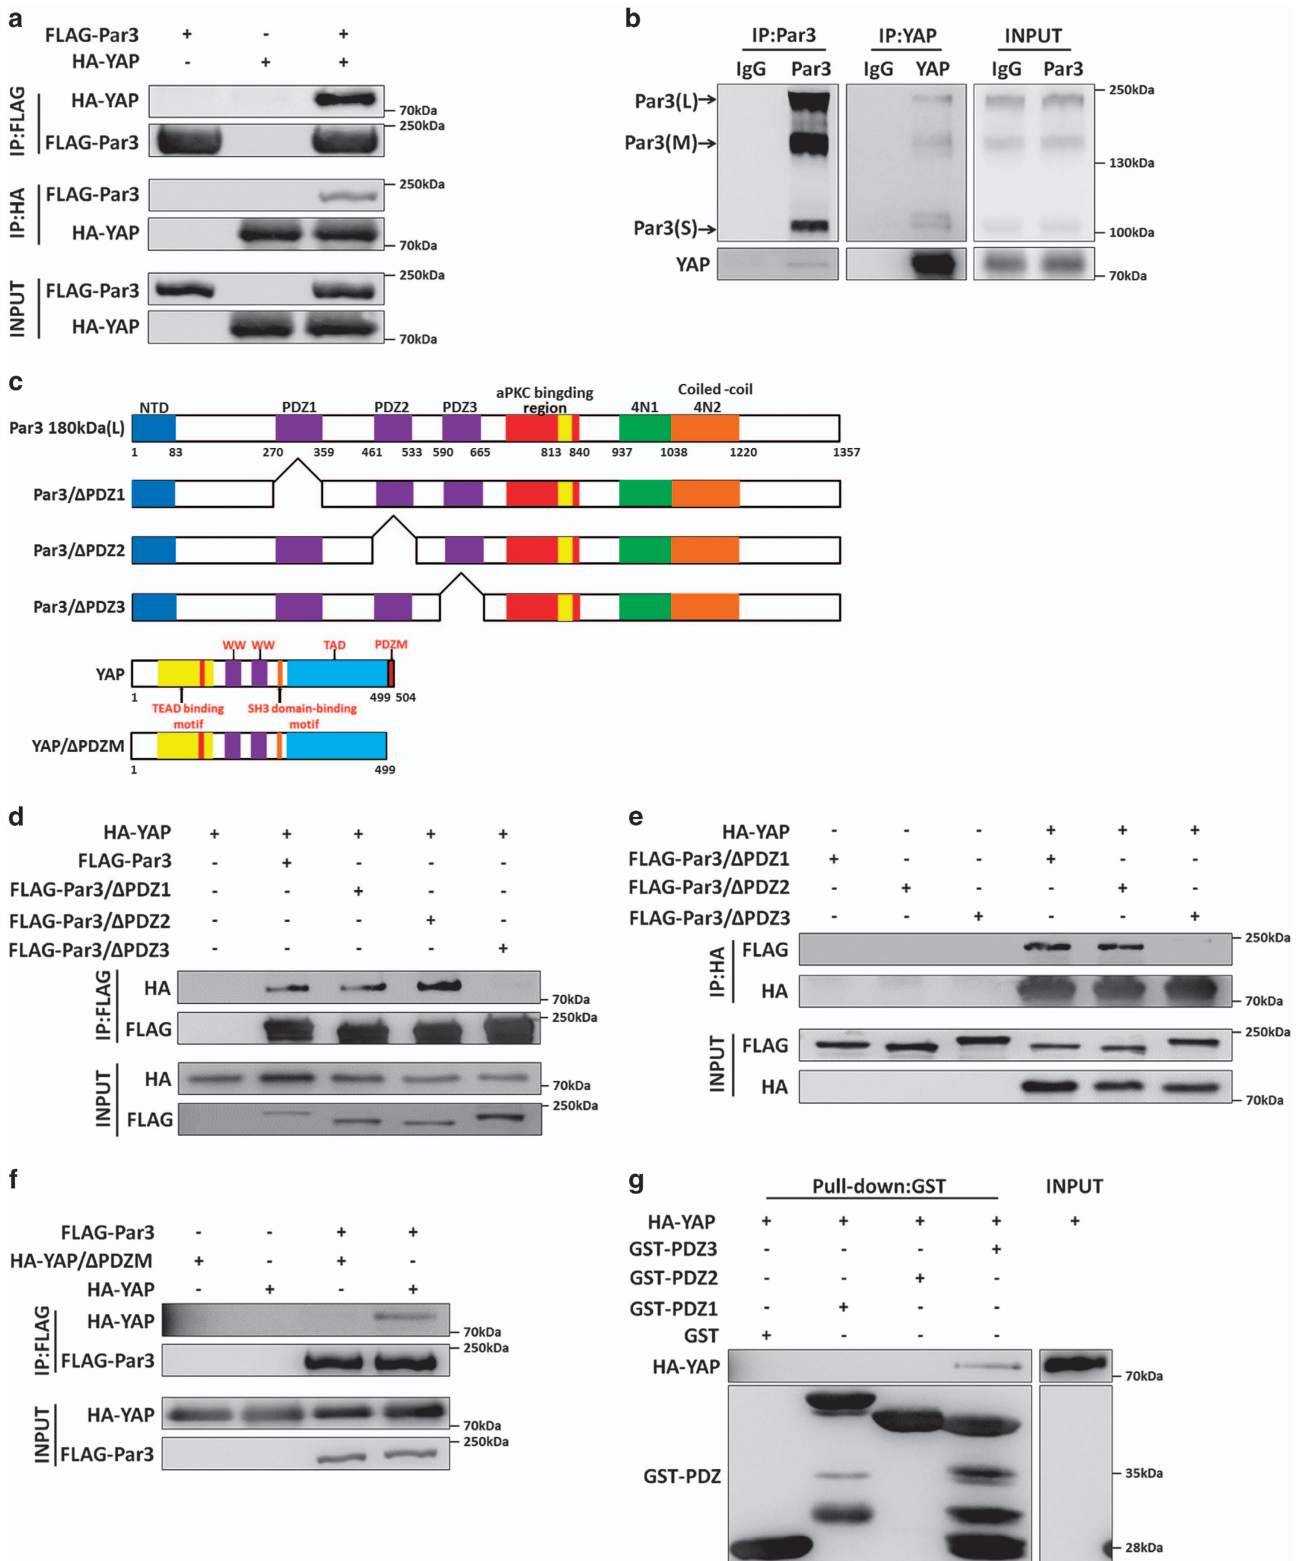 a
FLAG-Par3 + - +
HA-YAP - + +
IP:FLAG
HA-YAP
70kDa
250kDa
FLAG-Par3
IP:HA
FLAG-Par3
250kDa
HA-YAP
70kDa
INPUT
FLAG-Par3
250kDa
HA-YAP
70kDa
b
IP:Par3 IP:YAP INPUT
IgG Par3 IgG YAP IgG Par3
Par3(L)
250kDa
Par3(M)
130kDa
Par3(S)
100kDa
YAP
70kDa
c
NTD PDZ1 PDZ2 PDZ3 aPKC bingding region 4N1 Coiled -coil 4N2
Par3 180kDa(L)
1 83 270 359 461 533 590 665 813 840 937 1038 1220 1357
Par3/ΔPDZ1
Par3/ΔPDZ2
Par3/ΔPDZ3
WW WW TAD PDZM
YAP
1 499 504
TEAD binding motif
SH3 domain-binding motif
YAP/ΔPDZM
1 499
d
HA-YAP + + + + +
FLAG-Par3 - + - - -
FLAG-Par3/ΔPDZ1 - - + - -
FLAG-Par3/ΔPDZ2 - - - + -
FLAG-Par3/ΔPDZ3 - - - - +
IP:FLAG
HA
70kDa
250kDa
FLAG
INPUT
HA
70kDa
250kDa
FLAG
e
HA-YAP - - - + + +
FLAG-Par3/ΔPDZ1 + - - + - -
FLAG-Par3/ΔPDZ2 - + - - + -
FLAG-Par3/ΔPDZ3 - - + - - +
IP:HA
FLAG
250kDa
HA
70kDa
INPUT
FLAG
250kDa
HA
70kDa
f
FLAG-Par3 - - + +
HA-YAP/ΔPDZM + - + -
HA-YAP - + - +
IP:FLAG
HA-YAP
70kDa
250kDa
FLAG-Par3
INPUT
HA-YAP
70kDa
250kDa
FLAG-Par3
g
Pull-down:GST INPUT
HA-YAP + + + + +
GST-PDZ3 - - - +
GST-PDZ2 - - + -
GST-PDZ1 - + - -
GST + - - -
HA-YAP
70kDa
GST-PDZ
35kDa
28kDa